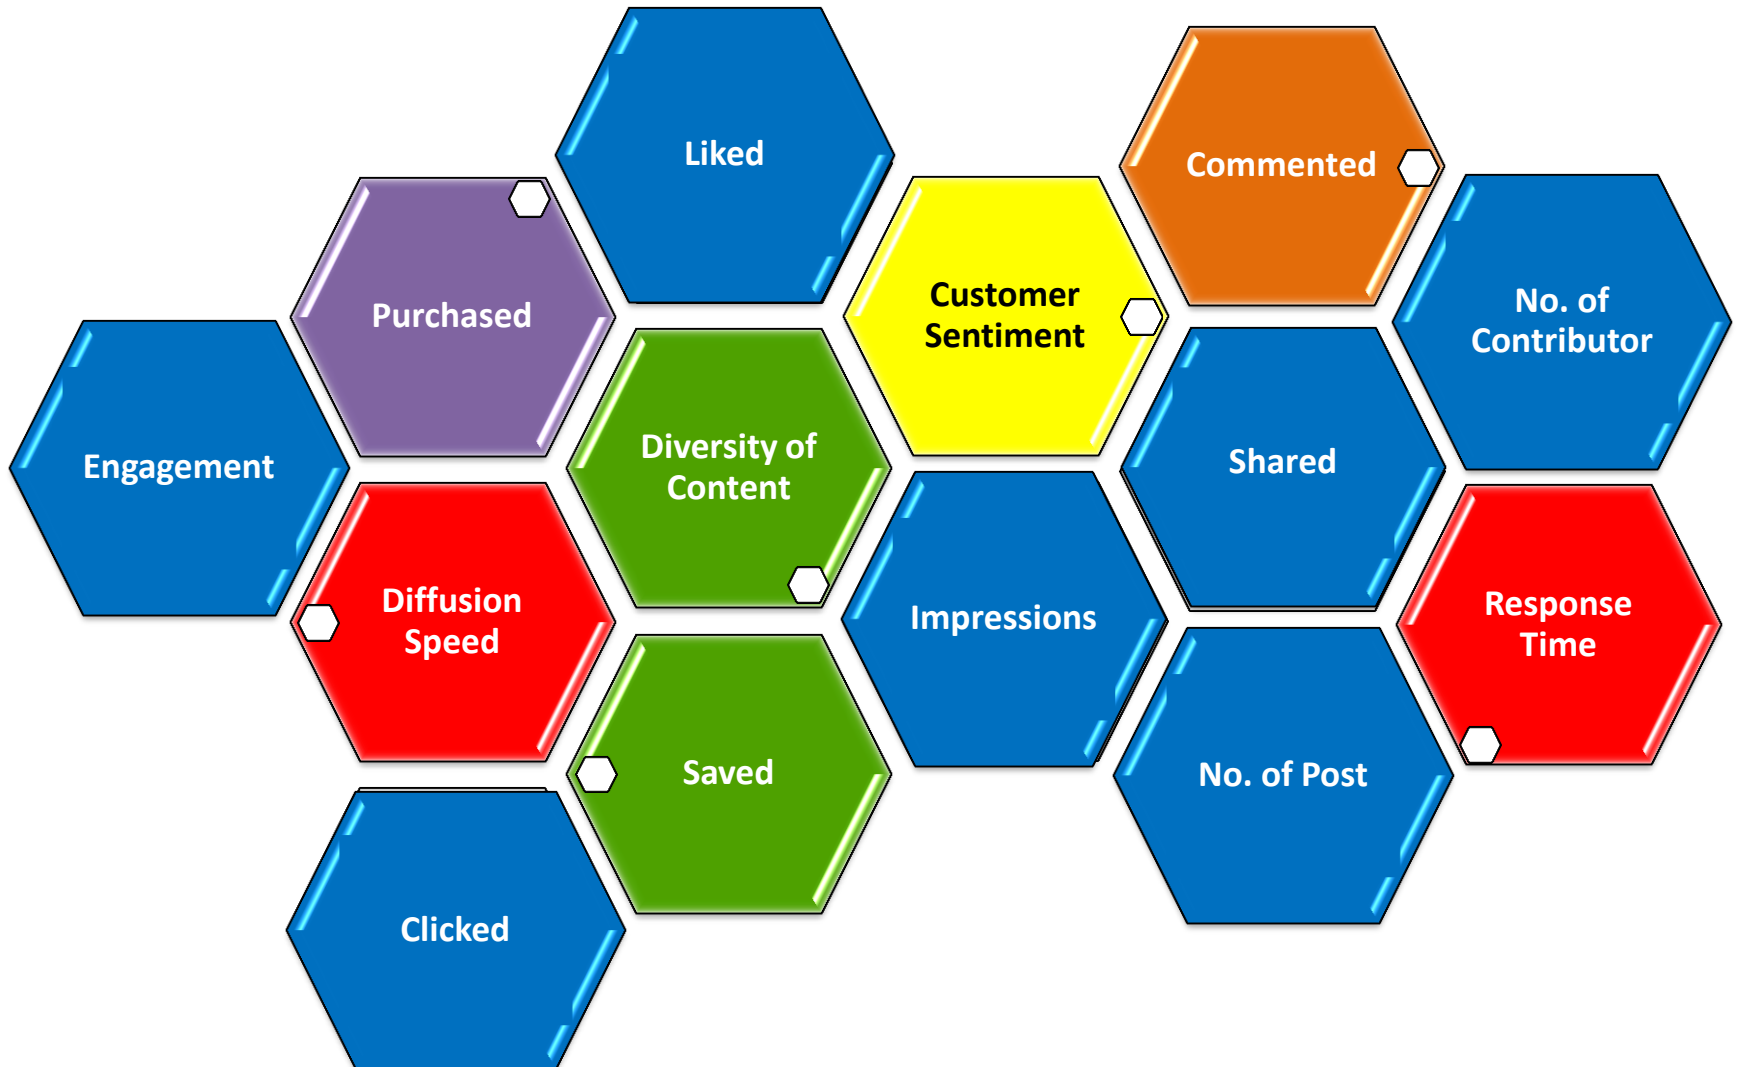 Liked
Commented
Purchased
Customer
Sentiment
No. of
Contributor
Engagement
Diversity of
Content
Shared
Diffusion
Speed
Impressions
Response
Time
Saved
No. of Post
Clicked